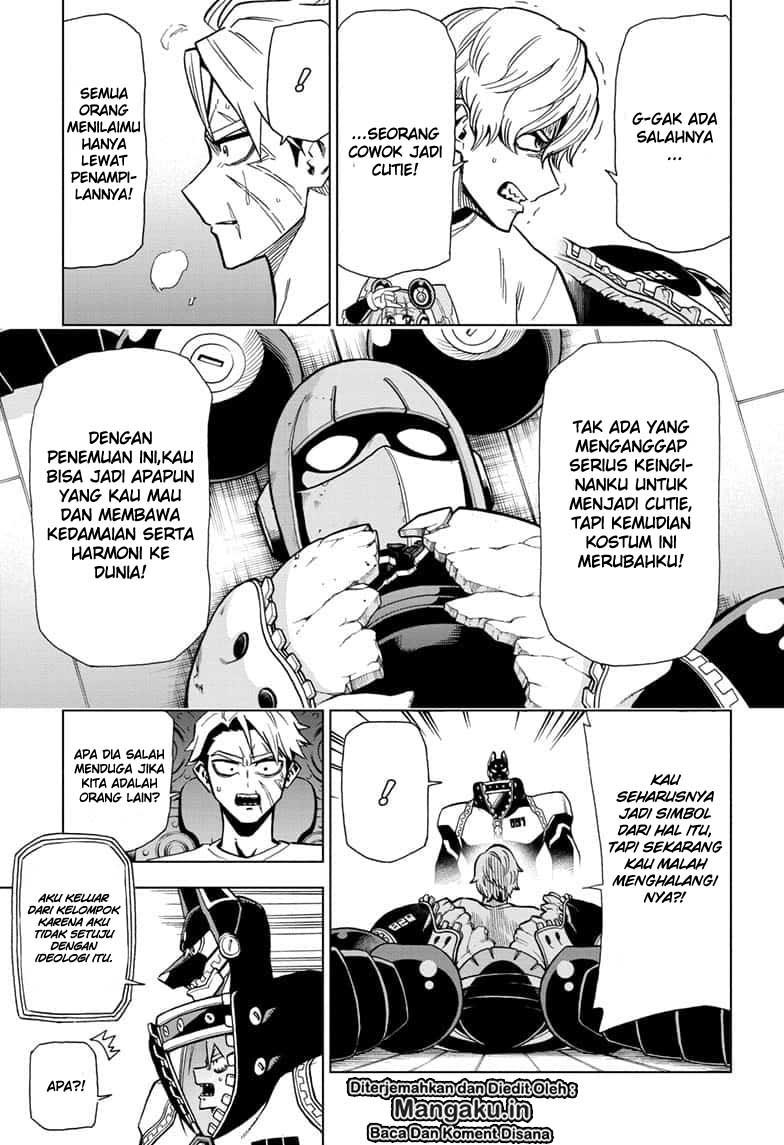 G-GAK ADA
SALAHNYA
...
...SEORANG
COWOK JADI
CUTIE!
!
SEMUA
ORANG
MENILAIMU
HANYA
LEWAT
PENAMPI-
LANNYA!
TAK ADA YANG
MENGANGGAP
SERIUS KEINGI-
NANKU UNTUK
MENJADI CUTIE,
TAPI KEMUDIAN
KOSTUM INI
MERUBAHKU!
DENGAN
PENEMUAN INI,KAU
BISA JADI APAPUN
YANG KAU MAU
DAN MEMBAWA
KEDAMAIAN SERTA
HARMONI KE
DUNIA!
KAU
SEHARUSNYA
JADI SIMBOL
DARI HAL ITU,
TAPI SEKARANG
KAU MALAH
MENGHALANGI
NYA?!
!
001
028
APA DIA SALAH
MENDUGA JIKA
KITA ADALAH
ORANG LAIN?
AKU KELUAR
DARI KELOMPOK
KARENA AKU
TIDAK SETUJU
DENGAN
IDEOLOGI ITU.
APA?!
Diterjemahkan dan Diedit Oleh:
Mangaku.in
Baca Dan Koment Disana